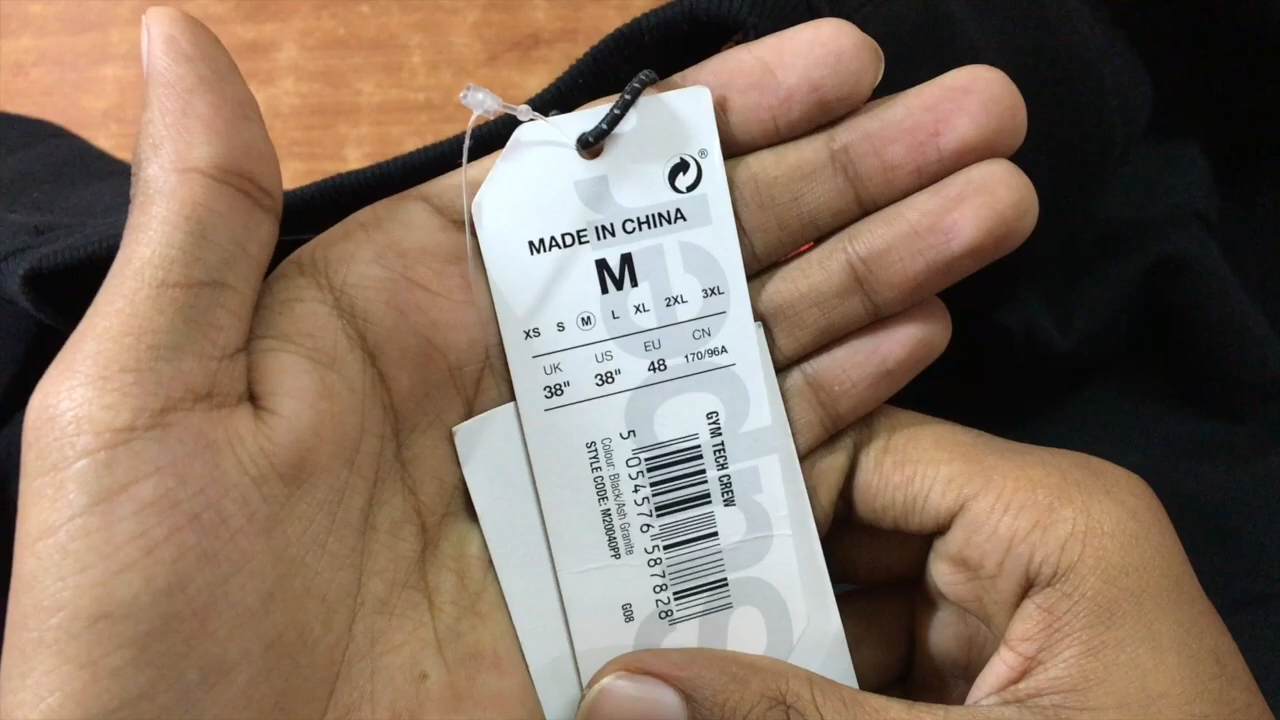 ®
MADE IN CHINA
M
XS S M L XL 2XL 3XL
UK US EU CN
38" 38" 48 170/96A
GYM TECH CREW
5 054576 587828
Colour: Black/Ash Granite
STYLE CODE: M20040PP
G08